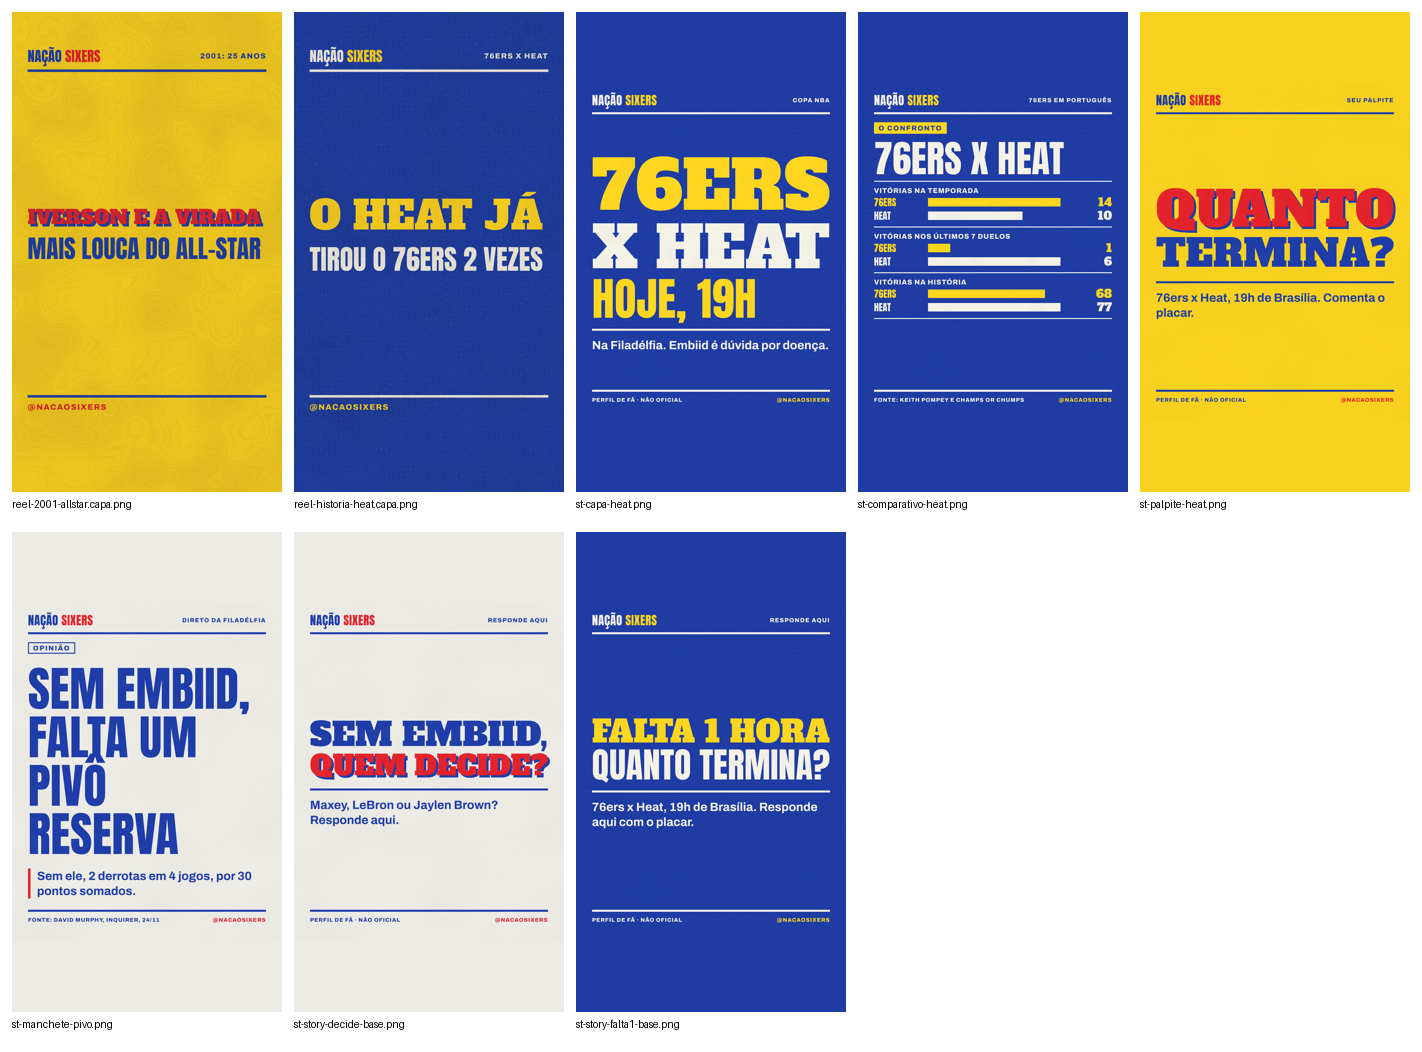 NAÇÃO SIXERS
2001: 25 ANOS
IVERSON E A VIRADA
MAIS LOUCA DO ALL-STAR
@NACAOSIXERS
reel-2001-allstar.capa.png
NAÇÃO SIXERS
76ERS X HEAT
O HEAT JÁ
TIROU O 76ERS 2 VEZES
@NACAOSIXERS
reel-historia-heat.capa.png
NAÇÃO SIXERS
COPA NBA
76ERS
X HEAT
HOJE, 19H
Na Filadélfia. Embiid é dúvida por doença.
PERFIL DE FÃ · NÃO OFICIAL
@NACAOSIXERS
st-capa-heat.png
NAÇÃO SIXERS
76ERS EM PORTUGUÊS
O CONFRONTO
76ERS X HEAT
VITÓRIAS NA TEMPORADA
76ERS 14
HEAT 10
VITÓRIAS NOS ÚLTIMOS 7 DUELOS
76ERS 1
HEAT 6
VITÓRIAS NA HISTÓRIA
76ERS 68
HEAT 77
FONTE: KEITH POMPEY E CHAMPS OR CHUMPS
@NACAOSIXERS
st-comparativo-heat.png
NAÇÃO SIXERS
SEU PALPITE
QUANTO
TERMINA?
76ers x Heat, 19h de Brasília. Comenta o
placar.
PERFIL DE FÃ · NÃO OFICIAL
@NACAOSIXERS
st-palpite-heat.png
NAÇÃO SIXERS
DIRETO DA FILADÉLFIA
OPINIÃO
SEM EMBIID,
FALTA UM
PIVÔ
RESERVA
Sem ele, 2 derrotas em 4 jogos, por 30
pontos somados.
FONTE: DAVID MURPHY, INQUIRER, 24/11
@NACAOSIXERS
st-manchete-pivo.png
NAÇÃO SIXERS
RESPONDE AQUI
SEM EMBIID,
QUEM DECIDE?
Maxey, LeBron ou Jaylen Brown?
Responde aqui.
PERFIL DE FÃ · NÃO OFICIAL
@NACAOSIXERS
st-story-decide-base.png
NAÇÃO SIXERS
RESPONDE AQUI
FALTA 1 HORA
QUANTO TERMINA?
76ers x Heat, 19h de Brasília. Responde
aqui com o placar.
PERFIL DE FÃ · NÃO OFICIAL
@NACAOSIXERS
st-story-falta1-base.png